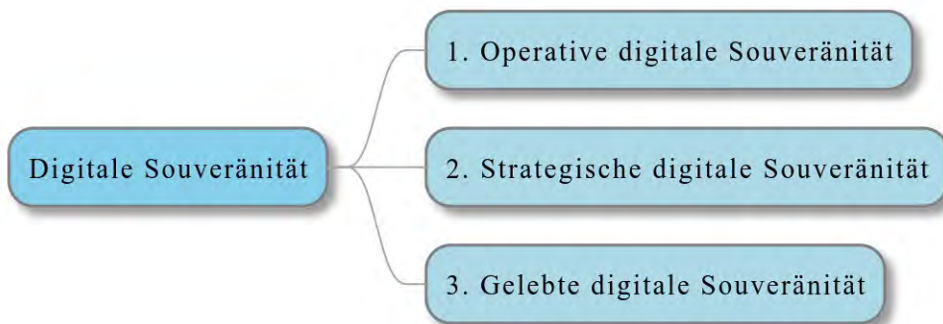 1. Operative digitale Souveränität
Digitale Souveränität
2. Strategische digitale Souveränität
3. Gelebte digitale Souveränität